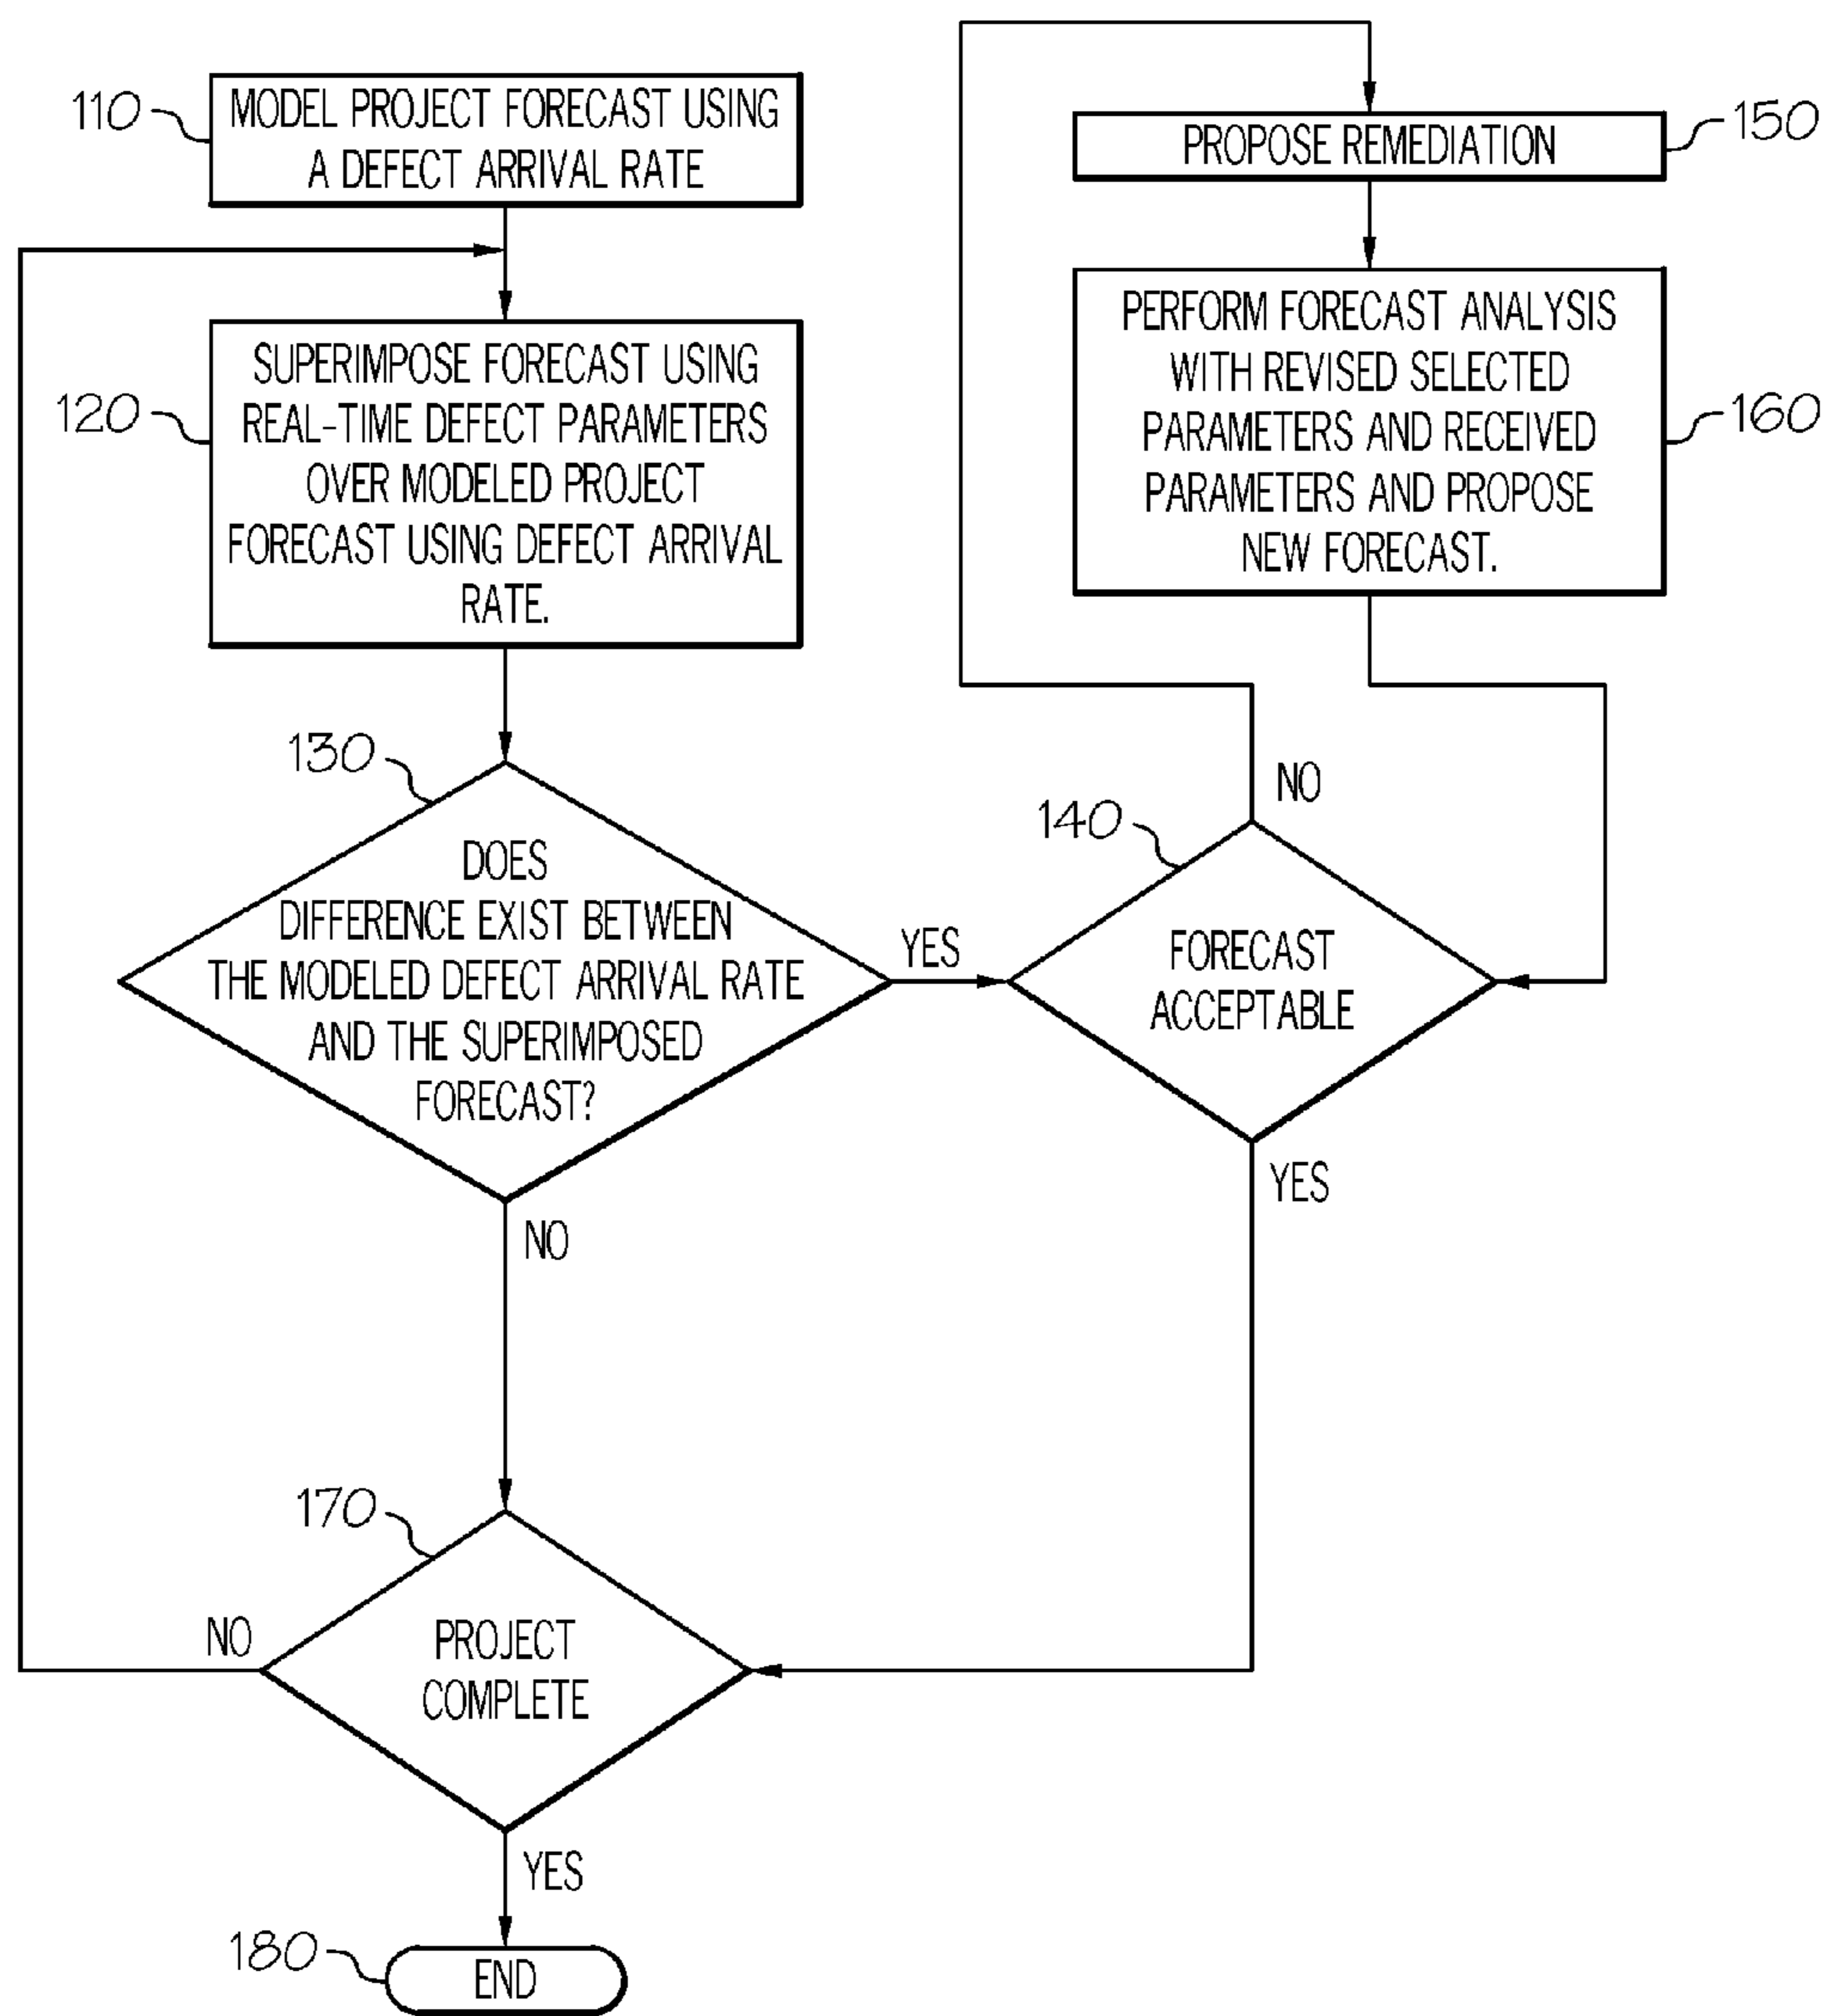 110
MODEL PROJECT FORECAST USING
A DEFECT ARRIVAL RATE
120
SUPERIMPOSE FORECAST USING
REAL-TIME DEFECT PARAMETERS
OVER MODELED PROJECT
FORECAST USING DEFECT ARRIVAL
RATE.
130
DOES
DIFFERENCE EXIST BETWEEN
THE MODELED DEFECT ARRIVAL RATE
AND THE SUPERIMPOSED
FORECAST?
YES
NO
140
FORECAST
ACCEPTABLE
NO
YES
150
PROPOSE REMEDIATION
160
PERFORM FORECAST ANALYSIS
WITH REVISED SELECTED
PARAMETERS AND RECEIVED
PARAMETERS AND PROPOSE
NEW FORECAST.
170
PROJECT
COMPLETE
NO
YES
180
END